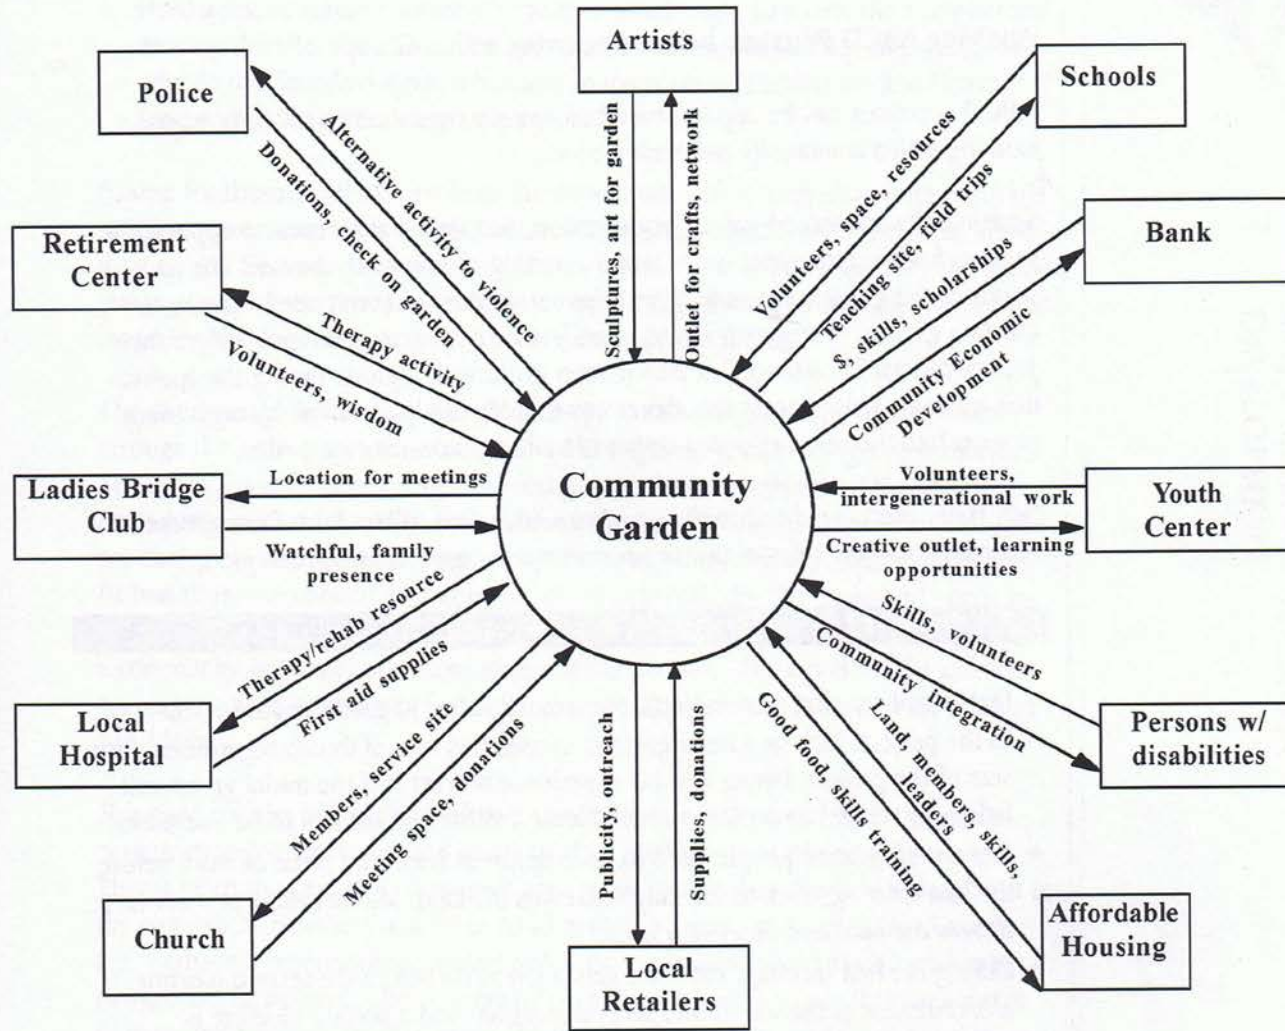 Artists
Police
Schools
Alternative activity to violence
Donations, check on garden
Sculptures, art for garden
Outlet for crafts, network
Volunteers, space, resources
Teaching site, field trips
Retirement
Center
Bank
$, skills, scholarships
Community Economic
Development
Therapy activity
Volunteers, wisdom
Ladies Bridge
Club
Location for meetings
Watchful, family
presence
Community
Garden
Volunteers,
intergenerational work
Creative outlet, learning
opportunities
Youth
Center
Local
Hospital
Therapy/rehab resource
First aid supplies
Skills, volunteers
Community integration
Persons w/
disabilities
Church
Members, service site
Meeting space, donations
Publicity, outreach
Supplies, donations
Local
Retailers
Land, members, skills,
leaders
Good food, skills training
Affordable
Housing